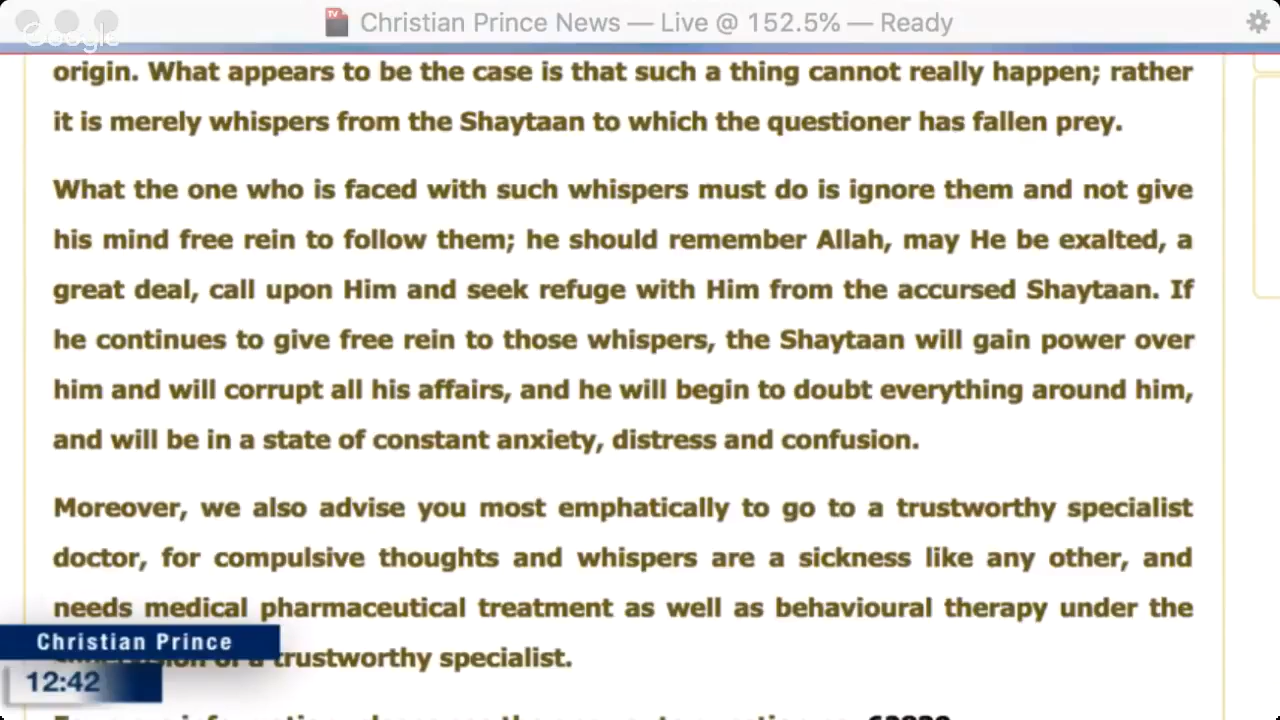 Christian Prince News — Live @ 152.5% — Ready
Google
origin. What appears to be the case is that such a thing cannot really happen; rather
it is merely whispers from the Shaytaan to which the questioner has fallen prey.
What the one who is faced with such whispers must do is ignore them and not give
his mind free rein to follow them; he should remember Allah, may He be exalted, a
great deal, call upon Him and seek refuge with Him from the accursed Shaytaan. If
he continues to give free rein to those whispers, the Shaytaan will gain power over
him and will corrupt all his affairs, and he will begin to doubt everything around him,
and will be in a state of constant anxiety, distress and confusion.
Moreover, we also advise you most emphatically to go to a trustworthy specialist
doctor, for compulsive thoughts and whispers are a sickness like any other, and
needs medical pharmaceutical treatment as well as behavioural therapy under the
of a trustworthy specialist.
Christian Prince
12:42